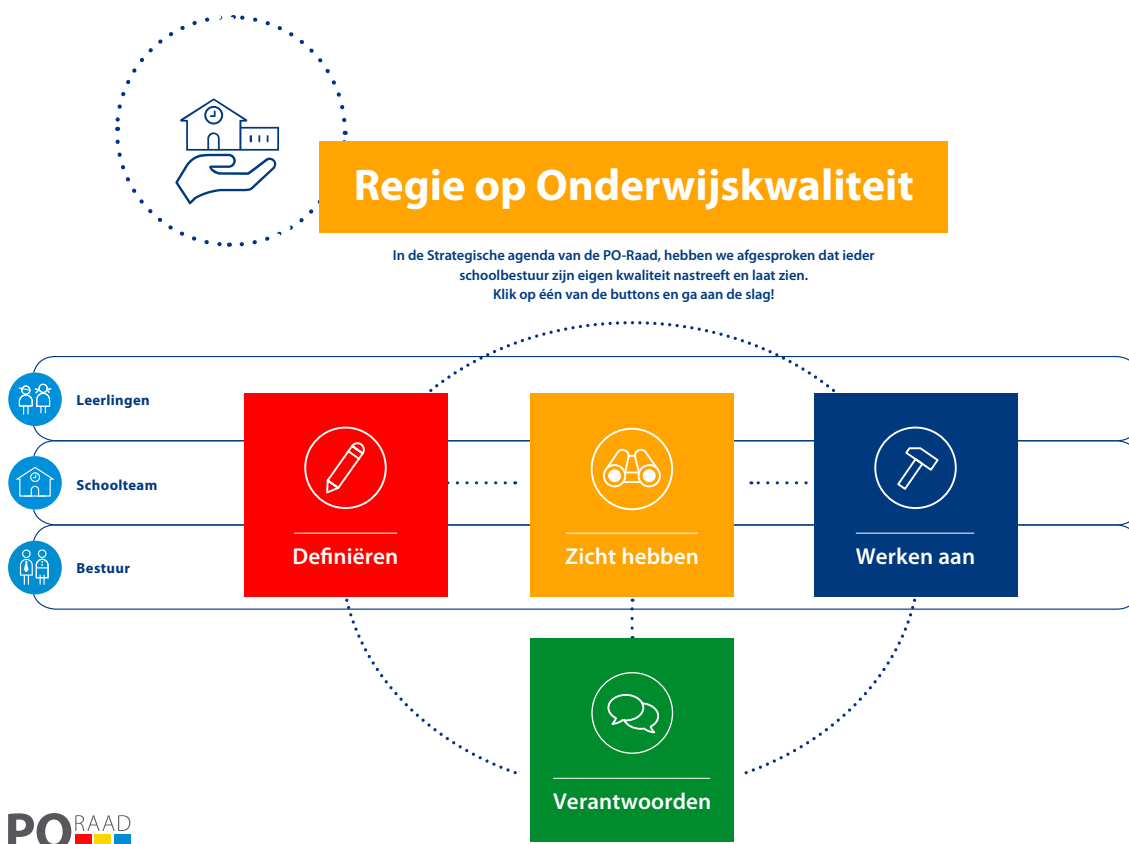 Regie op Onderwijskwaliteit
In de Strategische agenda van de PO-Raad, hebben we afgesproken dat ieder
schoolbestuur zijn eigen kwaliteit nastreeft en laat zien.
Klik op één van de buttons en ga aan de slag!
Leerlingen
Schoolteam
Bestuur
Definiëren
Zicht hebben
Werken aan
Verantwoorden
PO RAAD